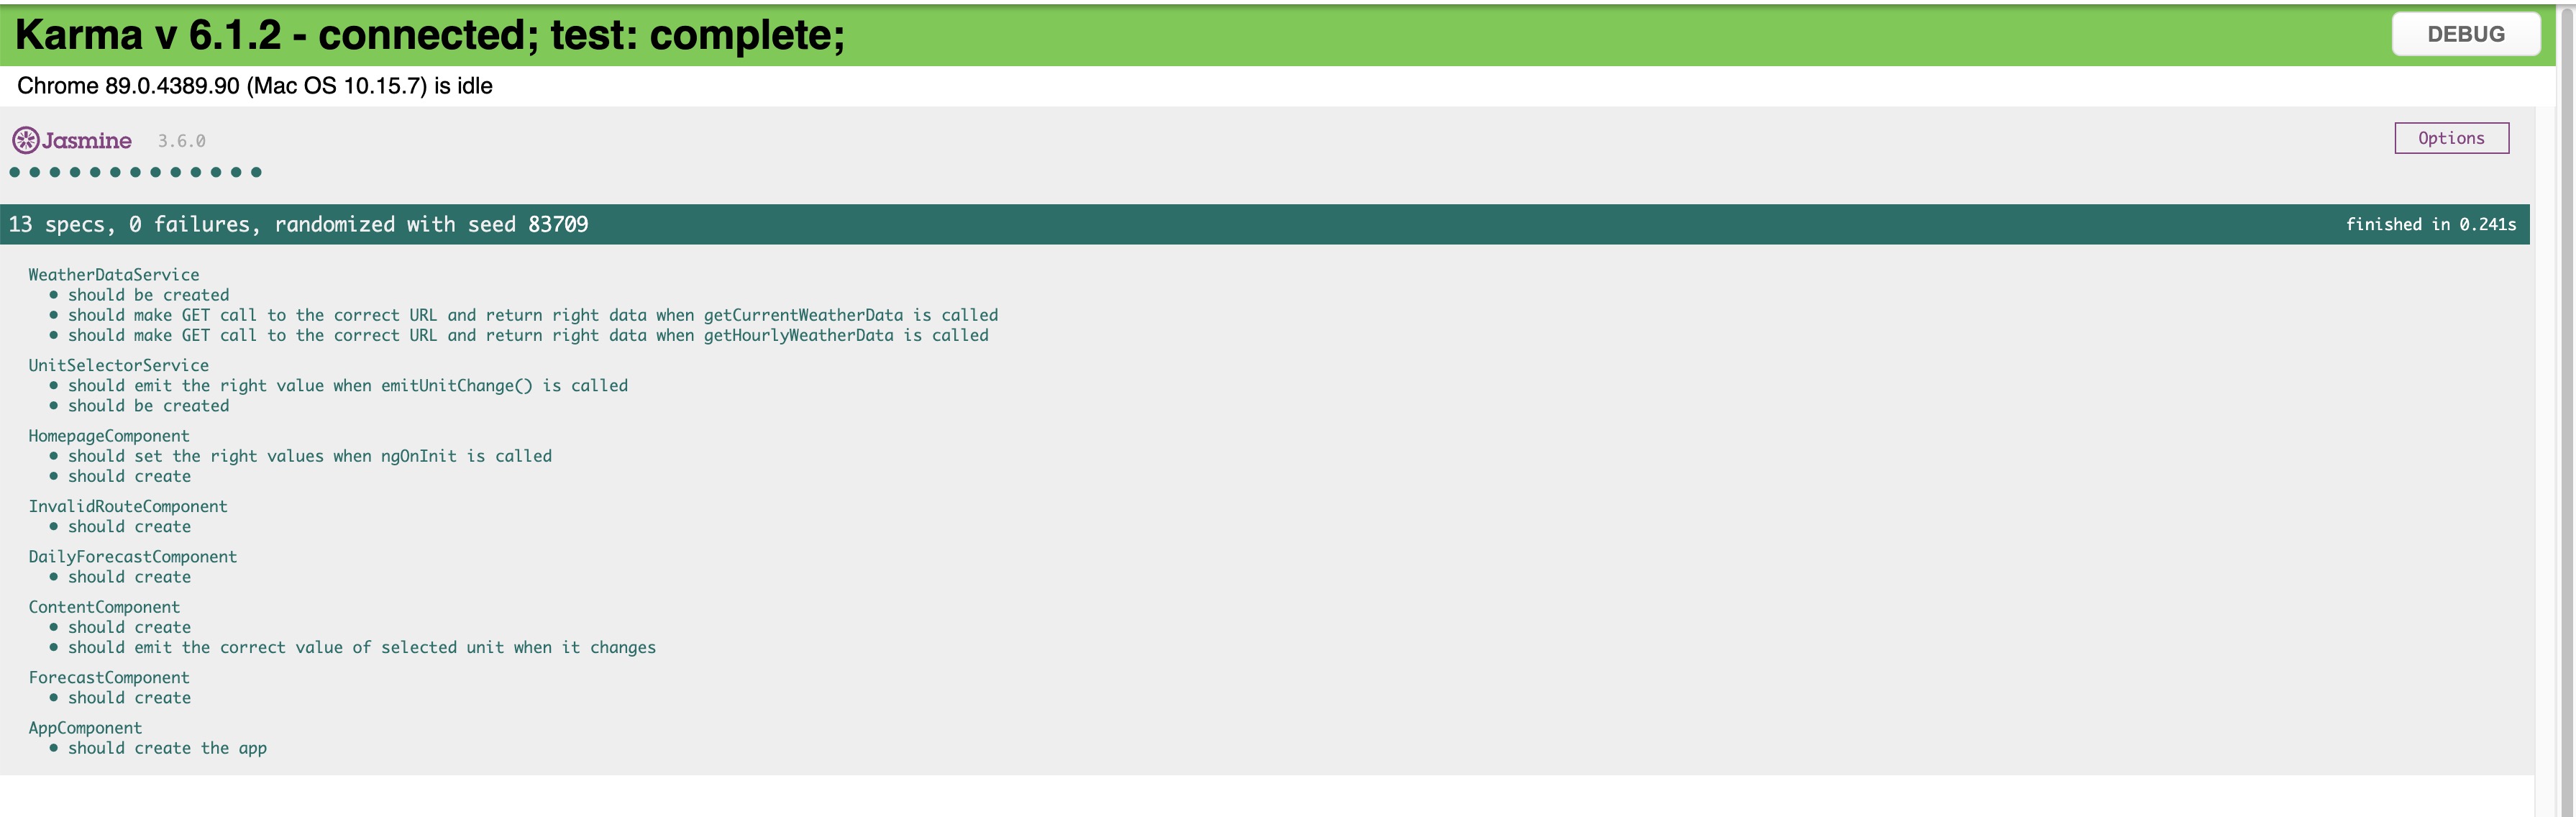 Karma v 6.1.2 - connected; test: complete;
DEBUG
Chrome 89.0.4389.90 (Mac OS 10.15.7) is idle
Jasmine 3.6.0
Options
13 specs, 0 failures, randomized with seed 83709
finished in 0.241s
WeatherDataService
• should be created
• should make GET call to the correct URL and return right data when getCurrentWeatherData is called
• should make GET call to the correct URL and return right data when getHourlyWeatherData is called
UnitSelectorService
• should emit the right value when emitUnitChange() is called
• should be created
HomepageComponent
• should set the right values when ngOnInit is called
• should create
InvalidRouteComponent
• should create
DailyForecastComponent
• should create
ContentComponent
• should create
• should emit the correct value of selected unit when it changes
ForecastComponent
• should create
AppComponent
• should create the app